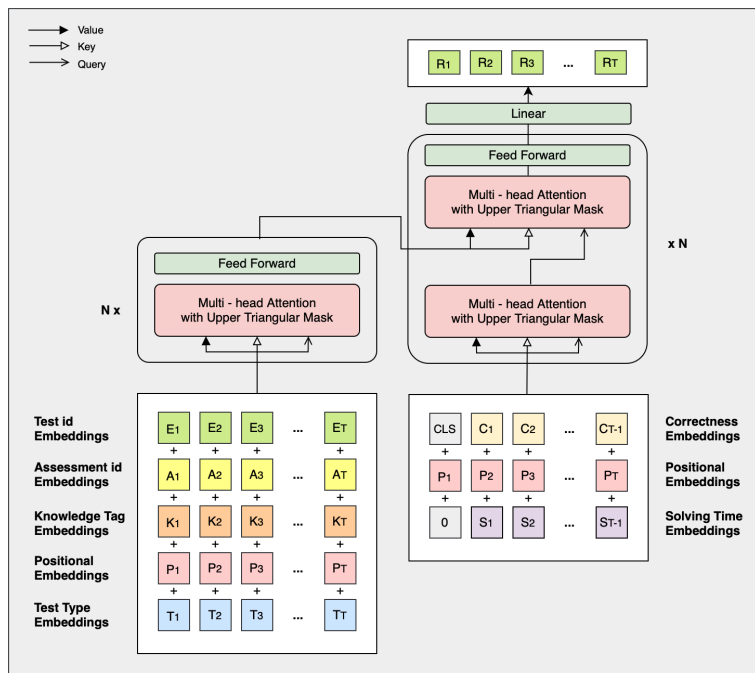 Value
Key
Query
R1 R2 R3 ... RT
Linear
Feed Forward
Multi - head Attention
with Upper Triangular Mask
x N
Feed Forward
N x
Multi - head Attention
with Upper Triangular Mask
Multi - head Attention
with Upper Triangular Mask
Test id
Embeddings
E1 E2 E3 ... ET
+ + + +
Assessment id
Embeddings
A1 A2 A3 ... AT
+ + + +
Knowledge Tag
Embeddings
K1 K2 K3 ... KT
+ + + +
Positional
Embeddings
P1 P2 P3 ... PT
+ + + +
Test Type
Embeddings
T1 T2 T3 ... TT
CLS C1 C2 ... CT-1
Correctness
Embeddings
+ + + +
P1 P2 P3 ... PT
Positional
Embeddings
+ + + +
0 S1 S2 ... ST-1
Solving Time
Embeddings